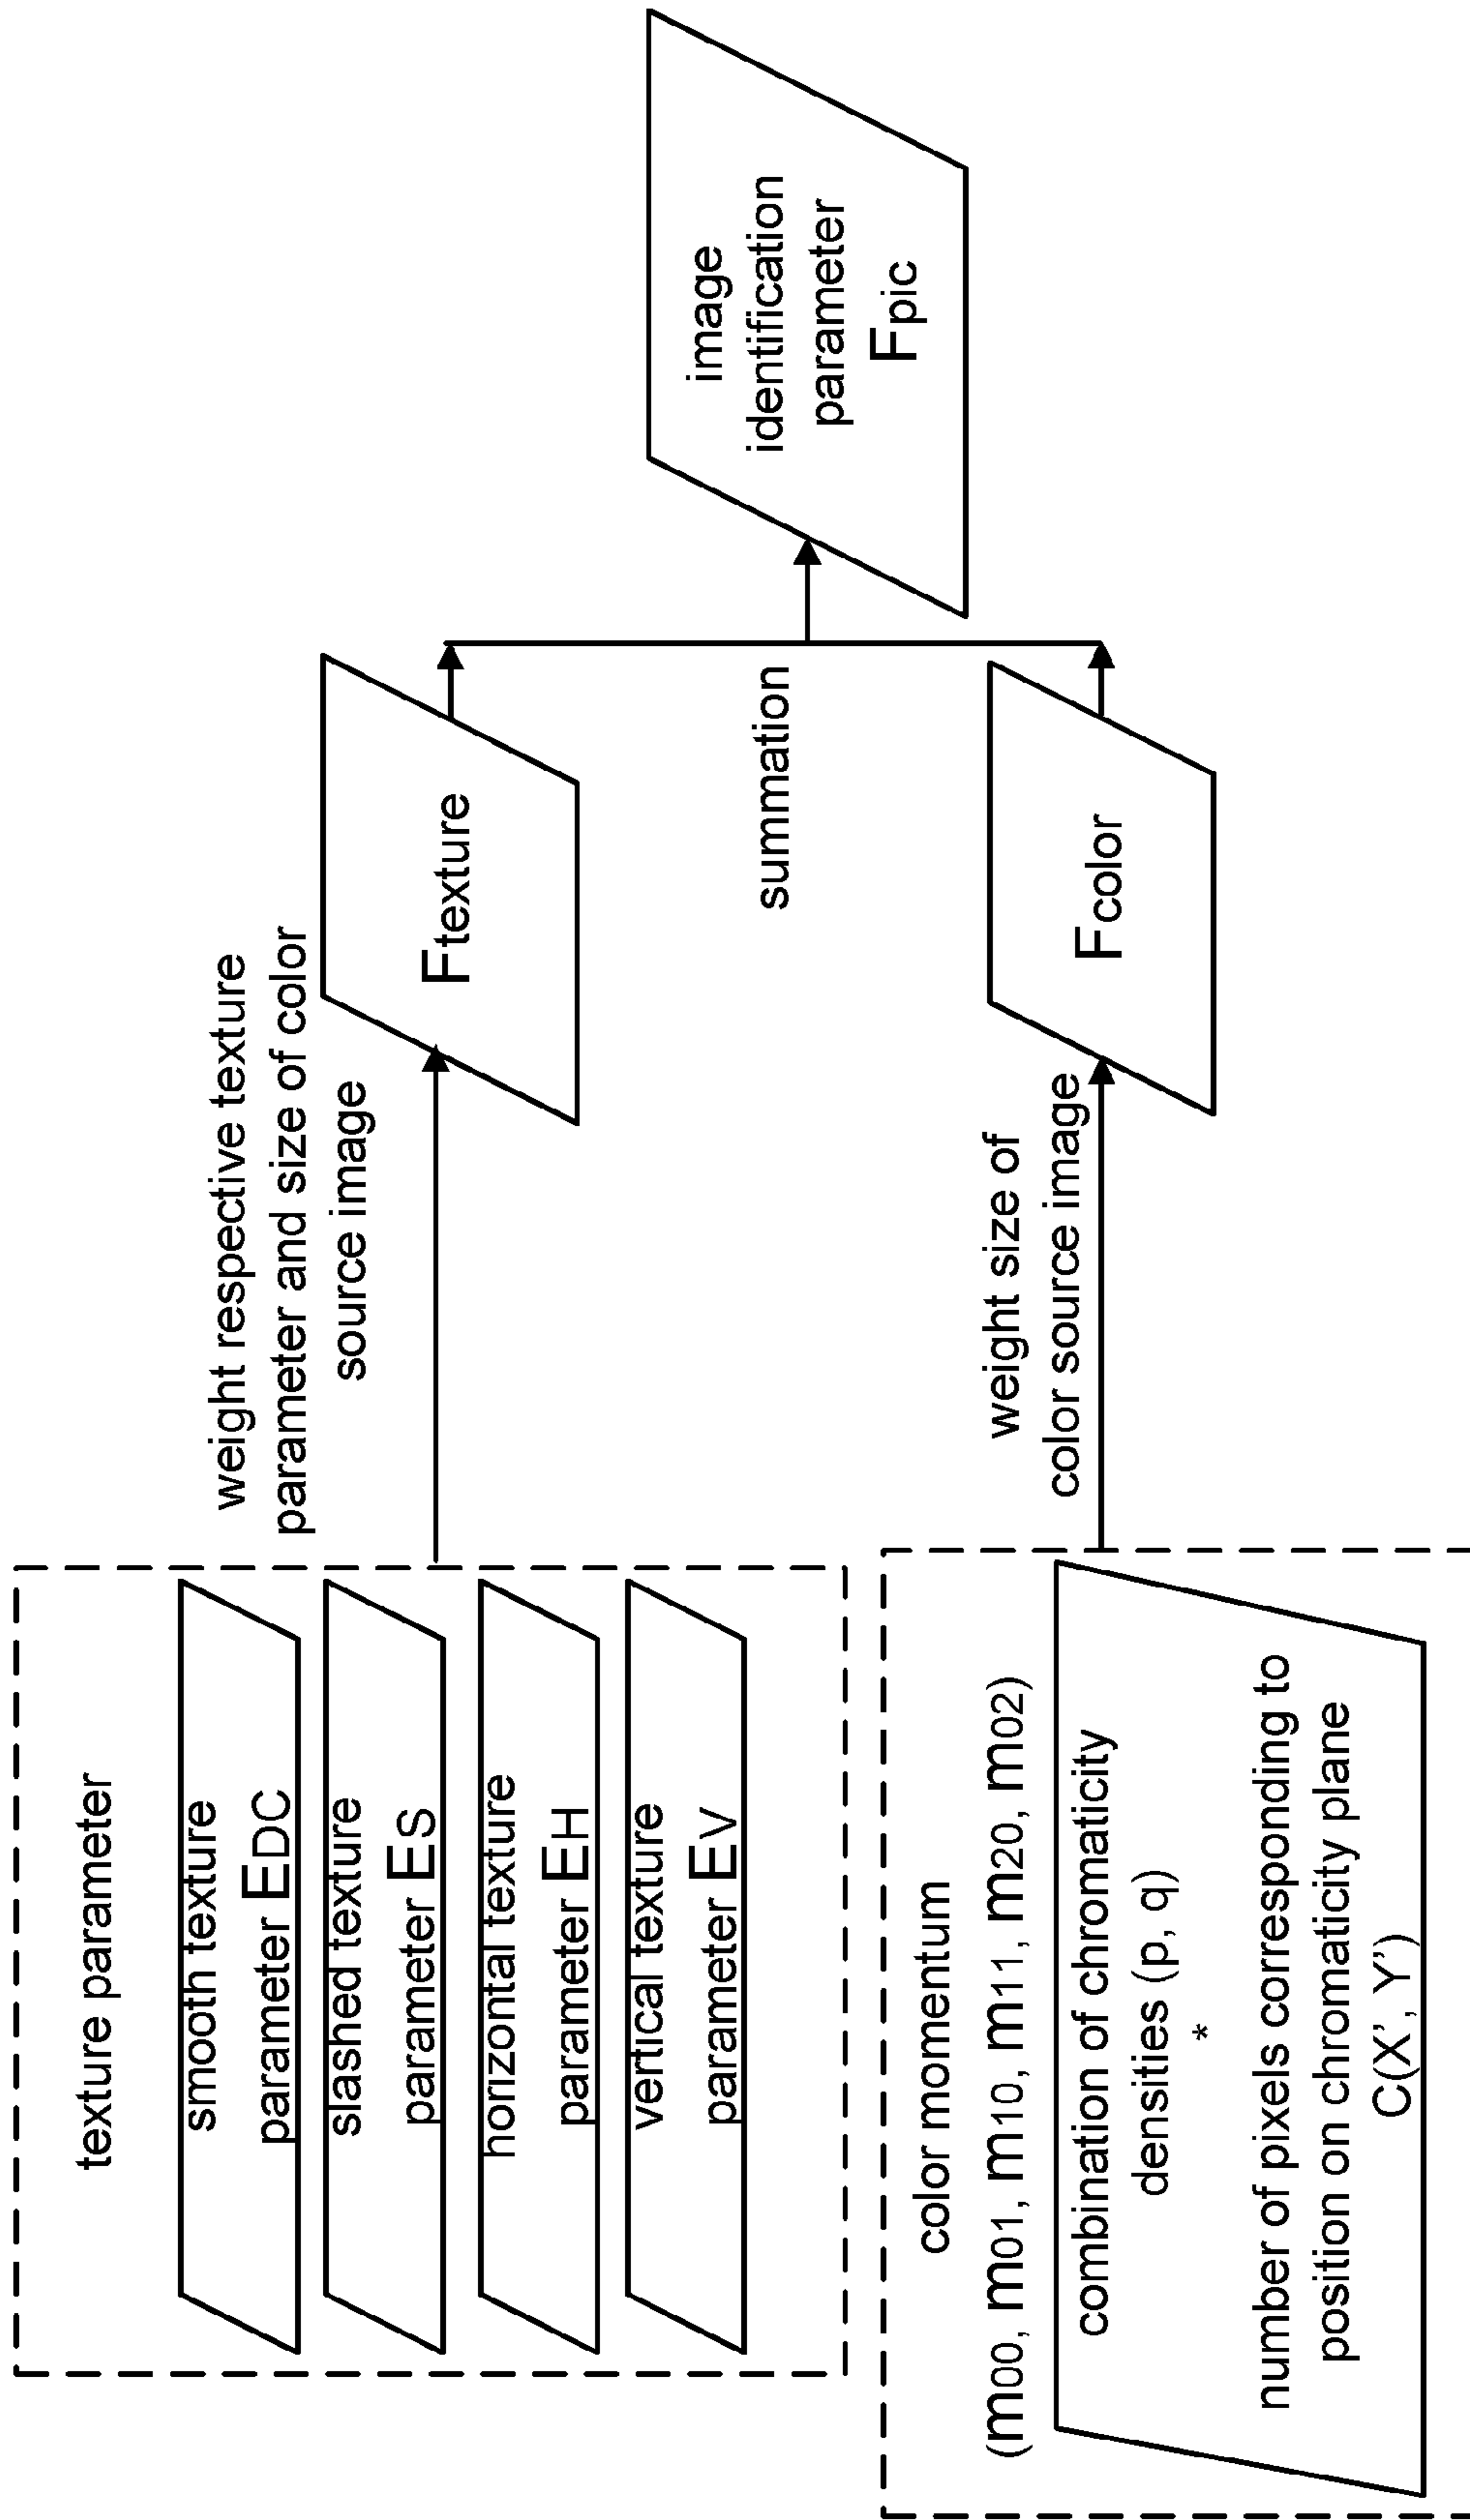 texture parameter
smooth texture
parameter EDC
slashed texture
parameter ES
horizontal texture
parameter EH
vertical texture
parameter EV
weight respective texture
parameter and size of color
source image
Ftexture
color momentum
(m00, m01, m10, m11, m20, m02)
combination of chromaticity
densities (p, q)
*
number of pixels corresponding to
position on chromaticity plane
C(X', Y')
weight size of
color source image
Fcolor
summation
image
identification
parameter
Fpic